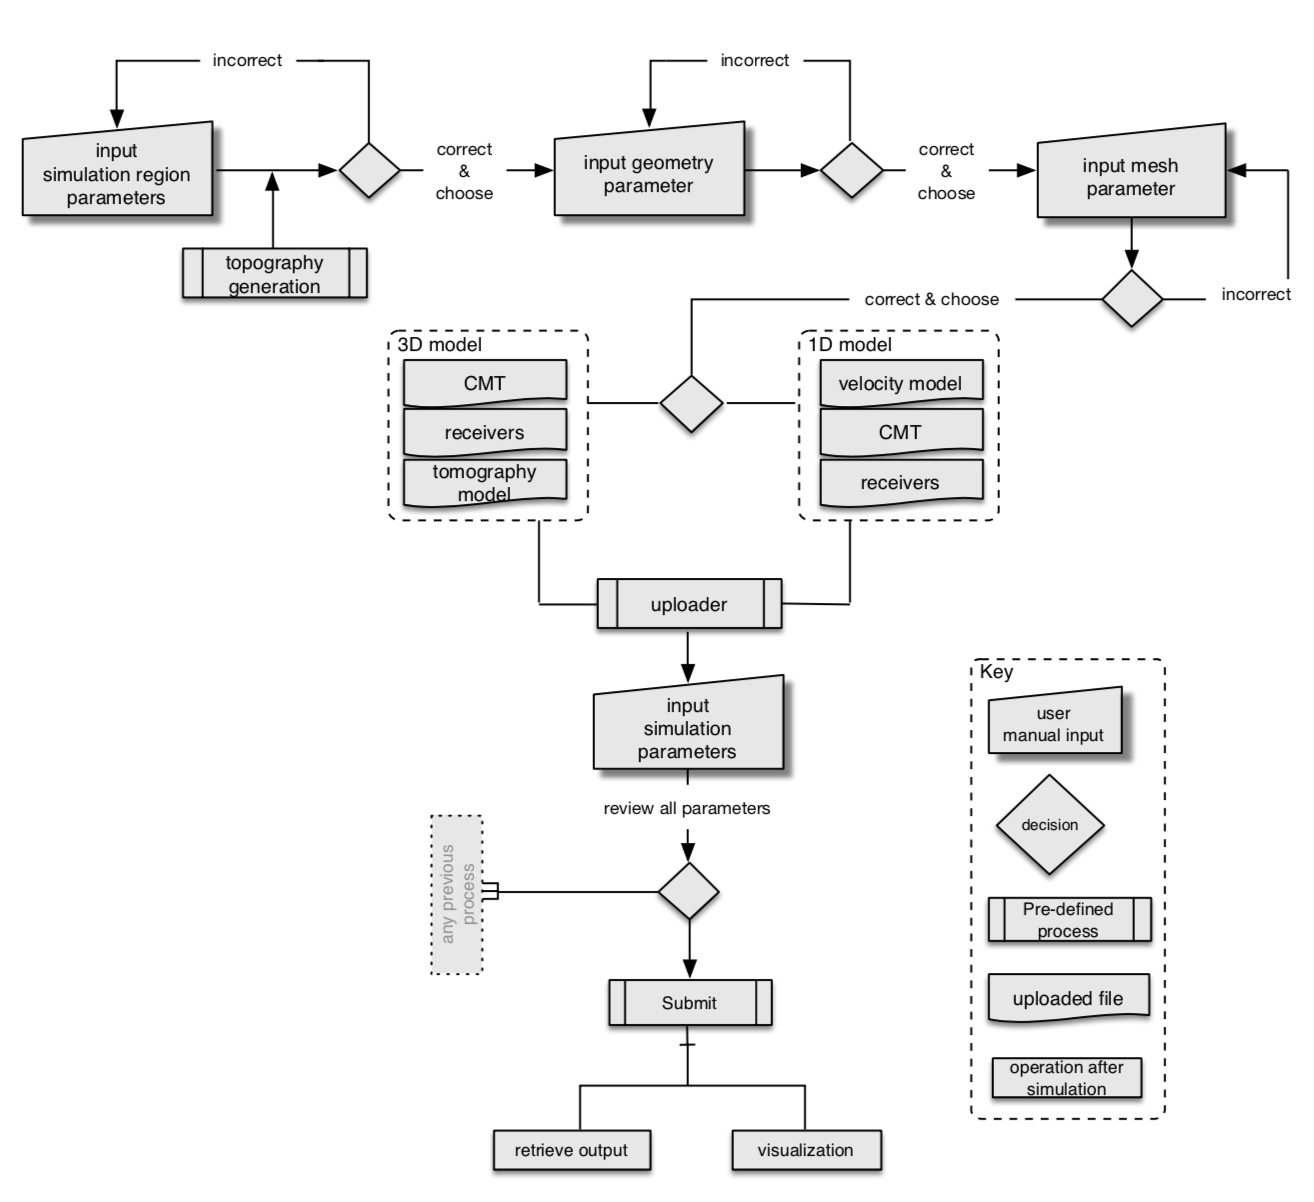 incorrect
incorrect
input
simulation region
parameters
correct
&
choose
input geometry
parameter
correct
&
choose
input mesh
parameter
topography
generation
correct & choose
incorrect
3D model
CMT
receivers
tomography
model
1D model
velocity model
CMT
receivers
uploader
input
simulation
parameters
review all parameters
any previous
process
Submit
retrieve output
visualization
Key
user
manual input
decision
Pre-defined
process
uploaded file
operation after
simulation